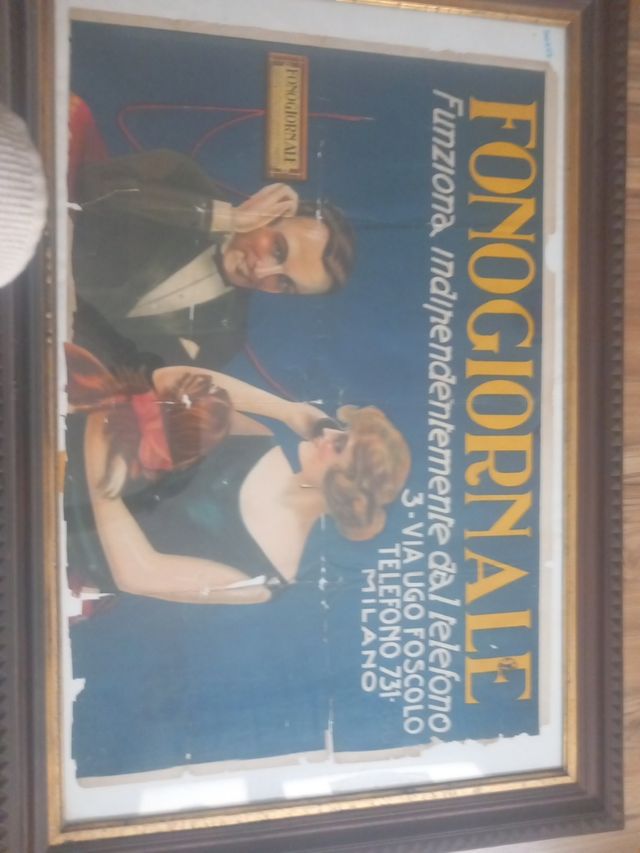 FONOGIORNALE
Funziona indipendentemente dal telefono.
3 · VIA UGO FOSCOLO
TELEFONO 731·
MILANO
FONOGIORNALE